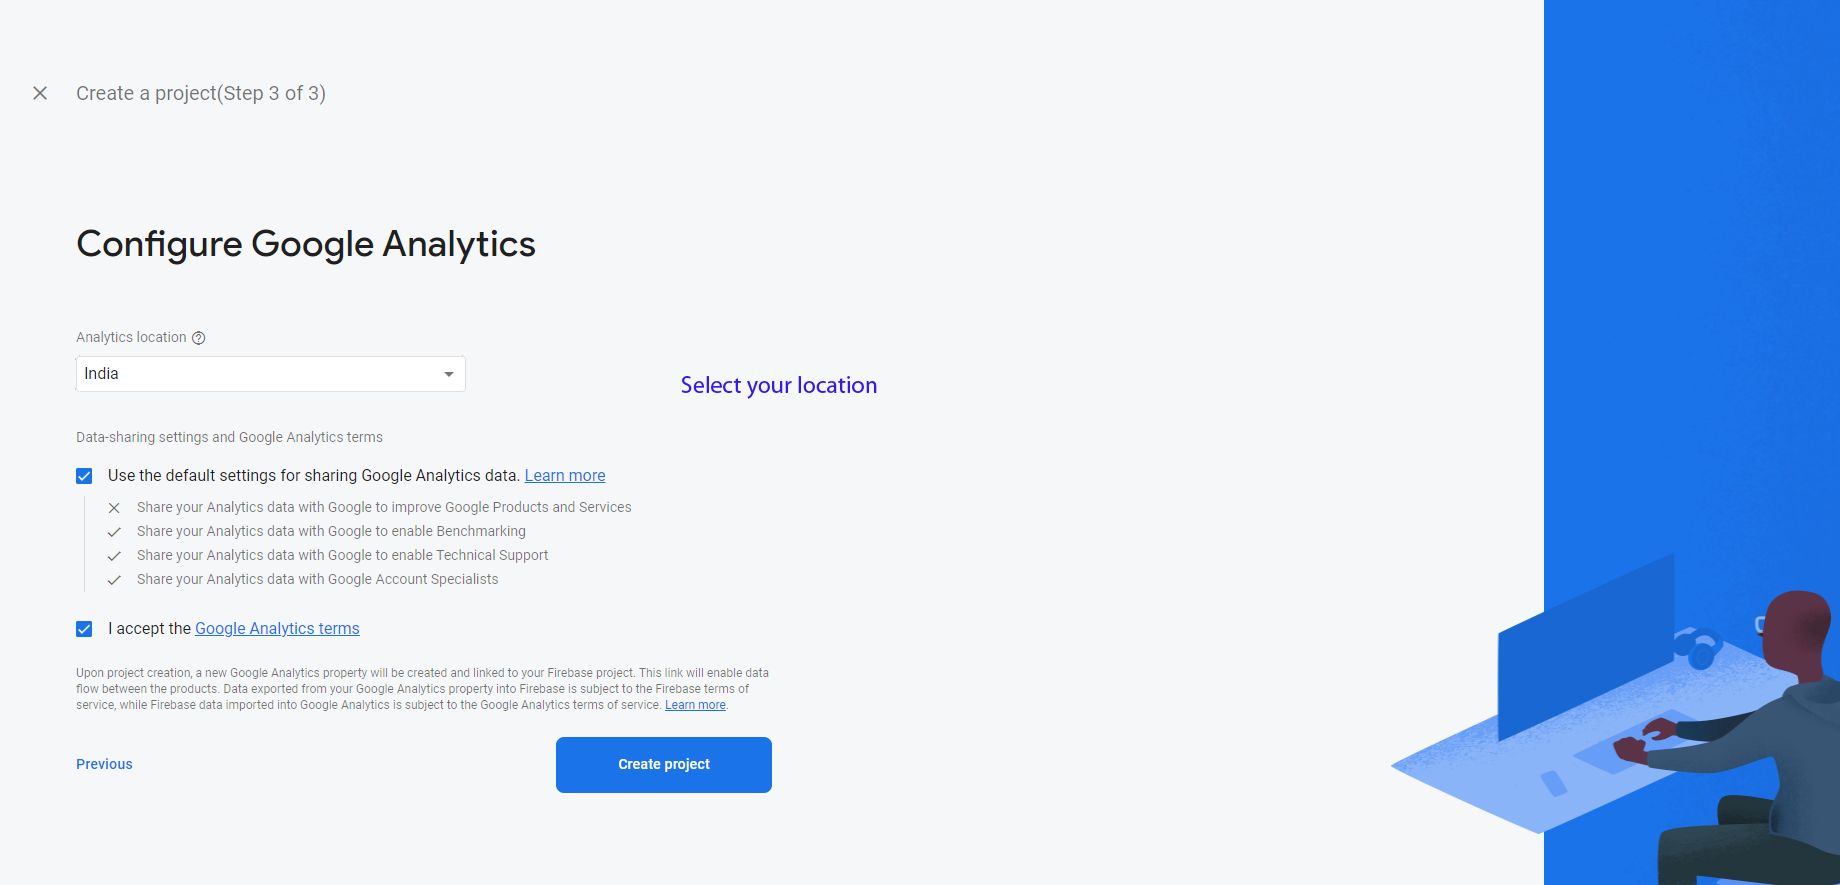 Create a project(Step 3 of 3)
Configure Google Analytics
Analytics location
India
Select your location
Data-sharing settings and Google Analytics terms
Use the default settings for sharing Google Analytics data. Learn more
Share your Analytics data with Google to improve Google Products and Services
Share your Analytics data with Google to enable Benchmarking
Share your Analytics data with Google to enable Technical Support
Share your Analytics data with Google Account Specialists
I accept the Google Analytics terms
Upon project creation, a new Google Analytics property will be created and linked to your Firebase project. This link will enable data
flow between the products. Data exported from your Google Analytics property into Firebase is subject to the Firebase terms of
service, while Firebase data imported into Google Analytics is subject to the Google Analytics terms of service. Learn more.
Previous
Create project